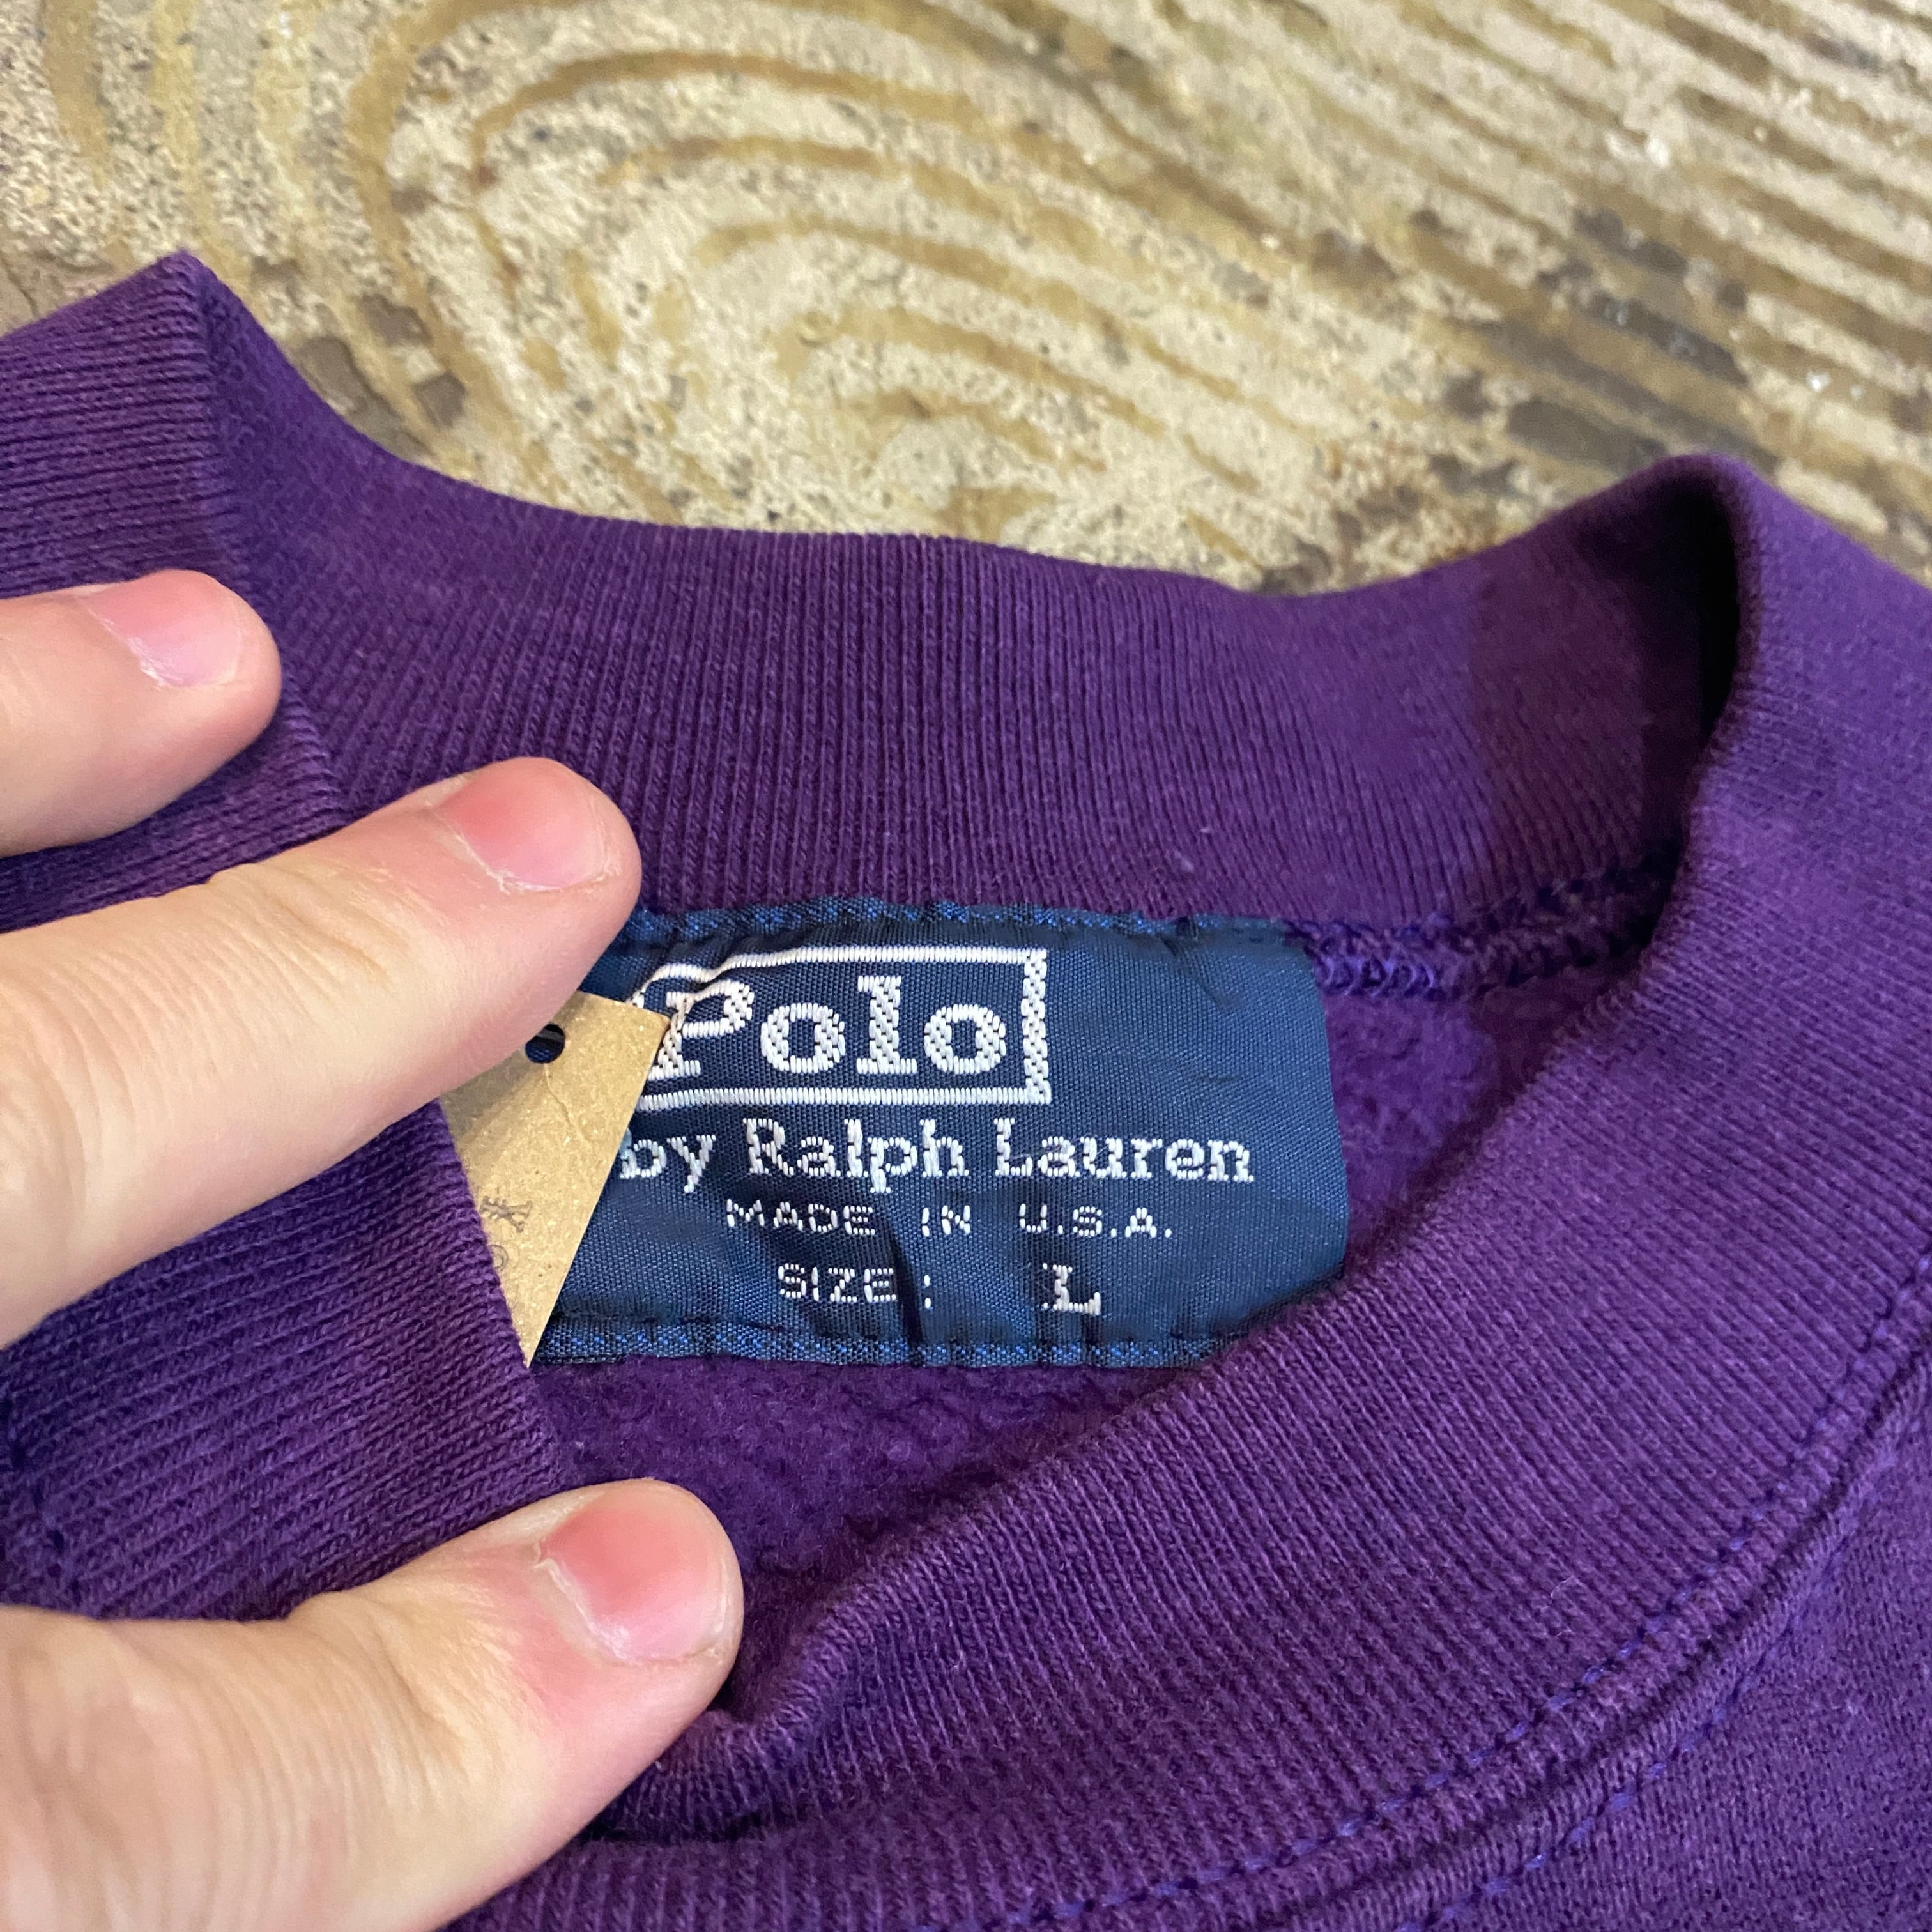 Polo
by Ralph Lauren
MADE IN U.S.A.
SIZE: L